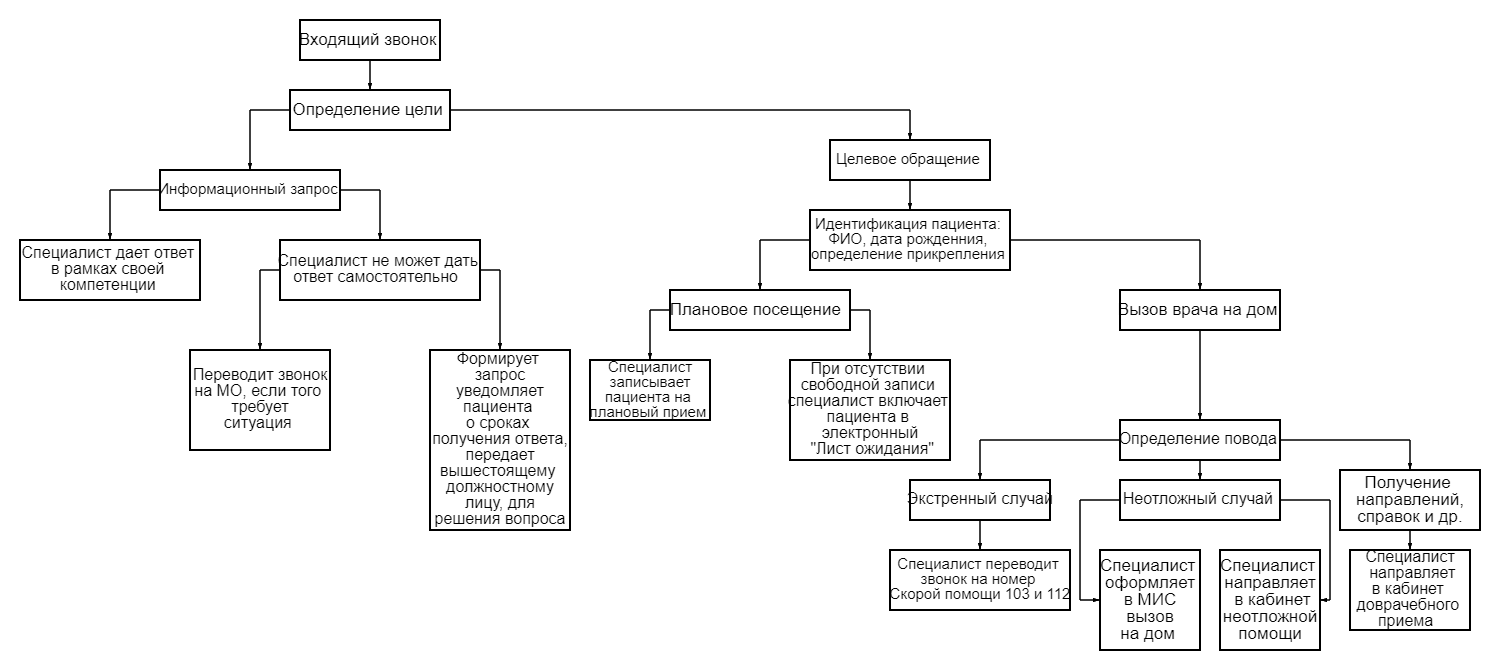 Входящий звонок
Определение цели
Целевое обращение
Информационный запрос
Идентификация пациента:
ФИО, дата рожденния,
определение прикрепления
Специалист дает ответ
в рамках своей
компетенции
Специалист не может дать
ответ самостоятельно
Плановое посещение
Вызов врача на дом
Переводит звонок
на МО, если того
требует
ситуация
Формирует
запрос
уведомляет
пациента
о сроках
получения ответа,
передает
вышестоящему
должностному
лицу, для
решения вопроса
Специалист
записывает
пациента на
плановый прием
При отсутствии
свободной записи
специалист включает
пациента в
электронный
"Лист ожидания"
Определение повода
Экстренный случай
Неотложный случай
Получение
направлений,
справок и др.
Специалист переводит
звонок на номер
Скорой помощи 103 и 112
Специалист
оформляет
в МИС
вызов
на дом
Специалист
направляет
в кабинет
неотложной
помощи
Специалист
направляет
в кабинет
доврачебного
приема